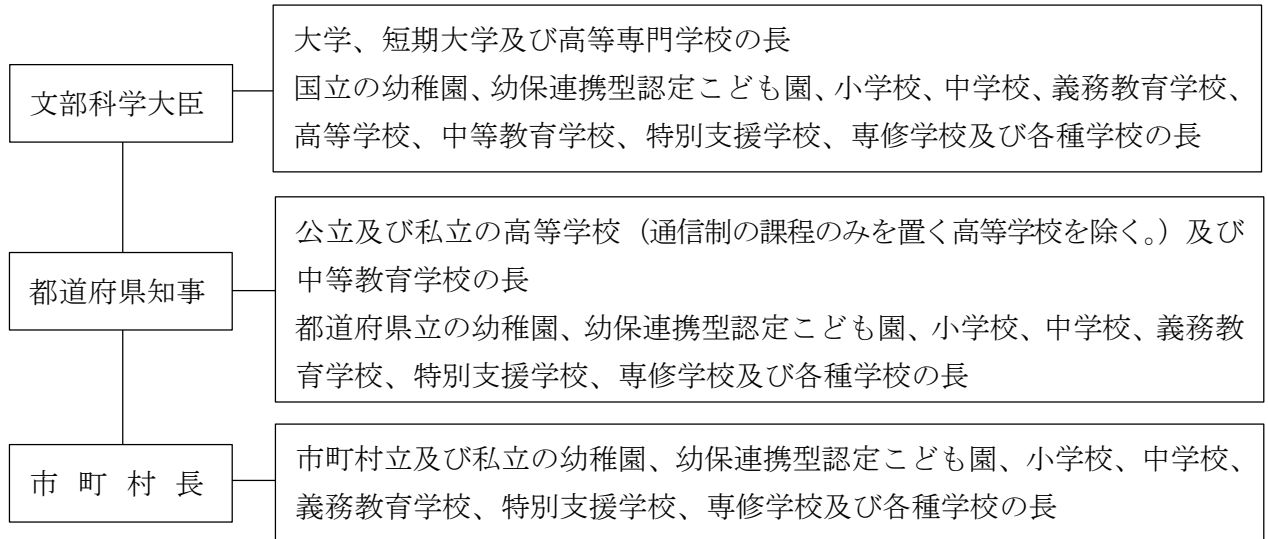 文部科学大臣
大学、短期大学及び高等専門学校の長
国立の幼稚園、幼保連携型認定こども園、小学校、中学校、義務教育学校、
高等学校、中等教育学校、特別支援学校、専修学校及び各種学校の長
都道府県知事
公立及び私立の高等学校（通信制の課程のみを置く高等学校を除く。）及び
中等教育学校の長
都道府県立の幼稚園、幼保連携型認定こども園、小学校、中学校、義務教
育学校、特別支援学校、専修学校及び各種学校の長
市町村長
市町村立及び私立の幼稚園、幼保連携型認定こども園、小学校、中学校、
義務教育学校、特別支援学校、専修学校及び各種学校の長